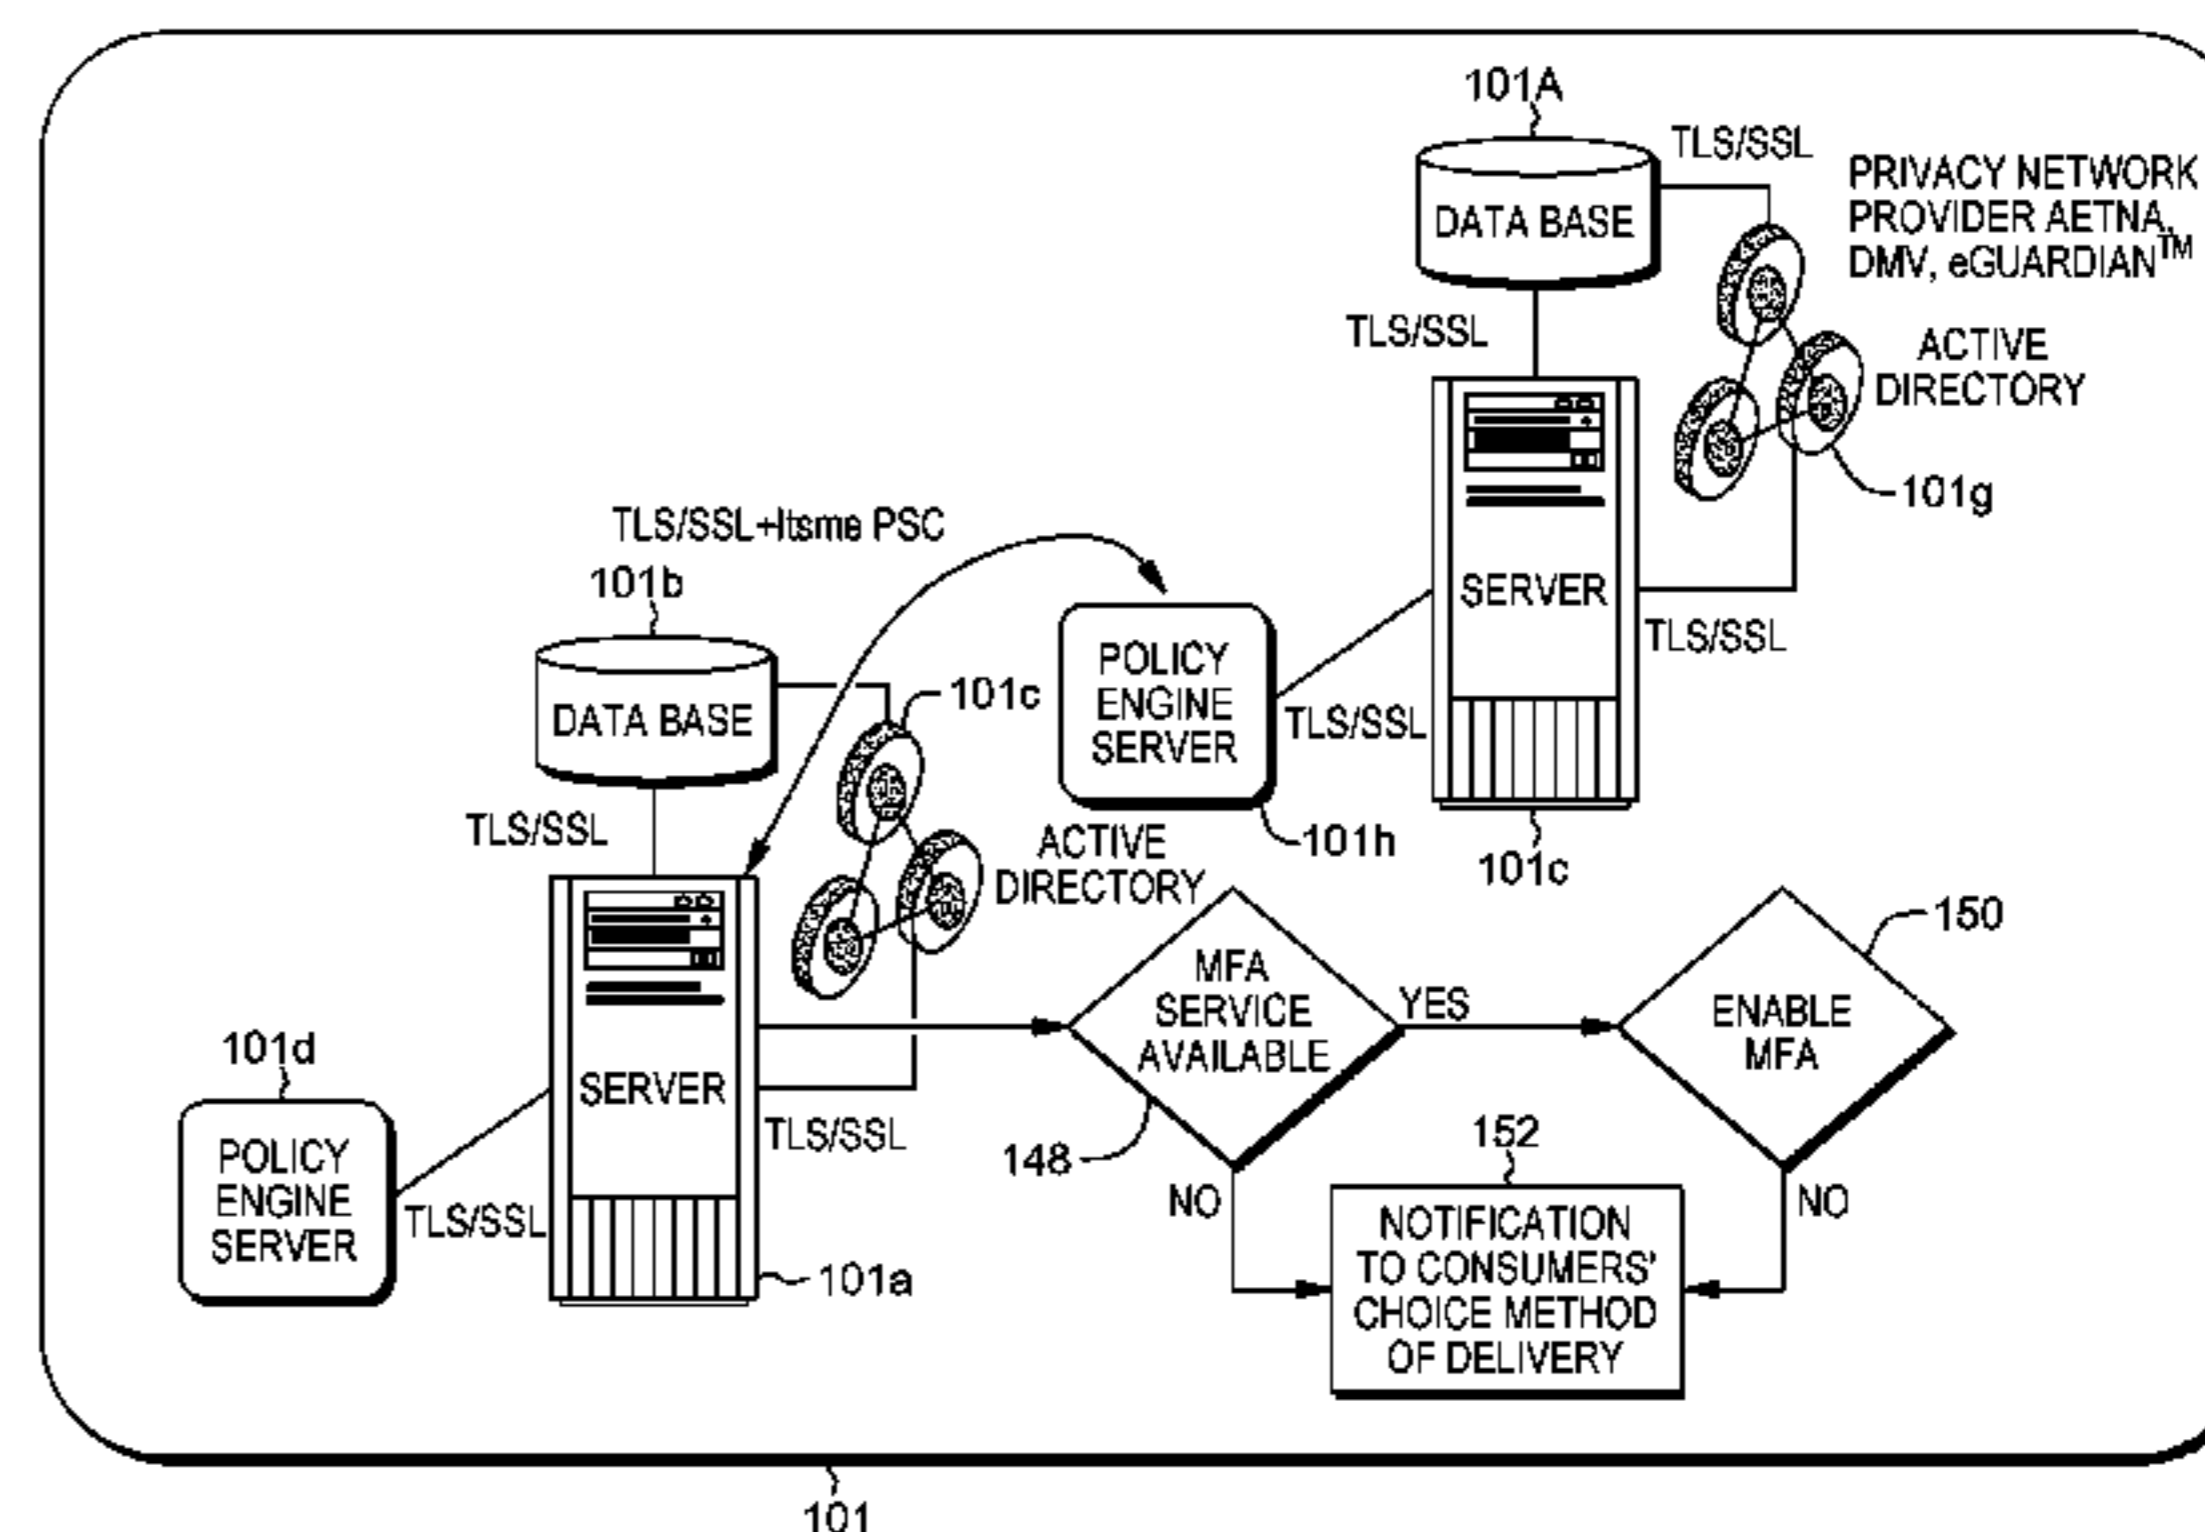 101A
TLS/SSL
DATA BASE
PRIVACY NETWORK
PROVIDER AETNA,
DMV, eGUARDIAN™
TLS/SSL
ACTIVE
DIRECTORY
101g
SERVER
TLS/SSL
TLS/SSL+Itsme PSC
101b
DATA BASE
101c
POLICY
ENGINE
SERVER
TLS/SSL
101h
101c
TLS/SSL
ACTIVE
DIRECTORY
150
MFA
SERVICE
AVAILABLE
YES
ENABLE
MFA
101d
SERVER
TLS/SSL
148
152
POLICY
ENGINE
SERVER
TLS/SSL
101a
NO
NOTIFICATION
TO CONSUMERS'
CHOICE METHOD
OF DELIVERY
NO
101